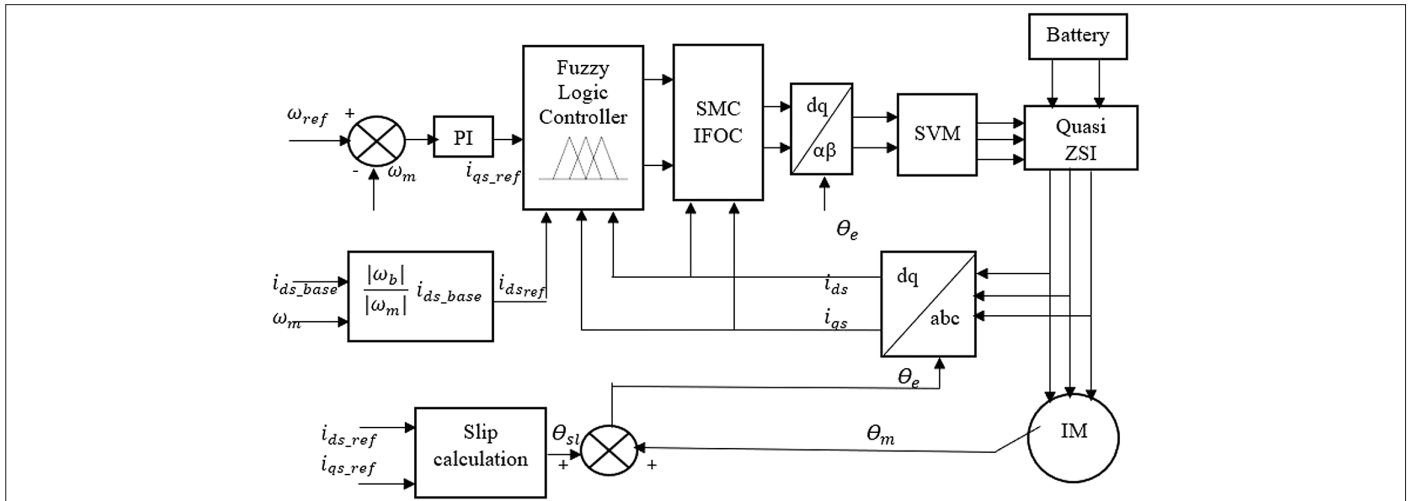 Battery
Fuzzy
Logic
Controller
SMC
IFOC
dq
αβ
SVM
Quasi
ZSI
ω_ref
+
-
ω_m
PI
i_qs_ref
θ_e
i_ds_base
ω_m
|ω_b|
|ω_m|
i_ds_base
i_ds_ref
i_ds
i_qs
dq
abc
θ_e
i_ds_ref
i_qs_ref
Slip
calculation
θ_sl
+
+
θ_m
IM